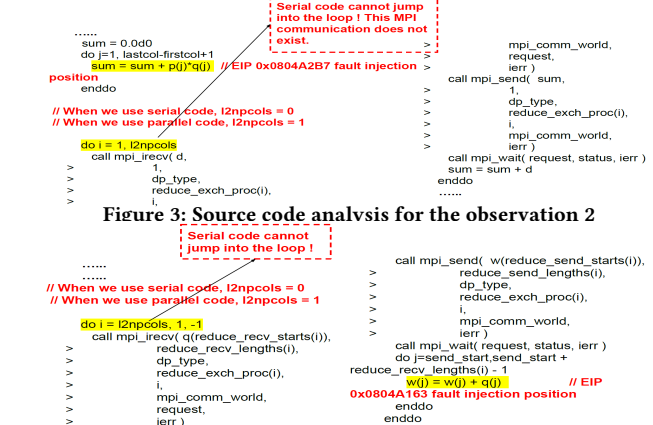 Serial code cannot jump
into the loop ! This MPI
communication does not
exist.
......
sum = 0.0d0
do j=1, lastcol-firstcol+1
sum = sum + p(j)*q(j) // EIP 0x0804A2B7 fault injection
position
enddo
// When we use serial code, l2npcols = 0
// When we use parallel code, l2npcols = 1
do i = 1, l2npcols
call mpi_irecv( d,
> 1,
> dp_type,
> reduce_exch_proc(i),
> i,
> mpi_comm_world,
> request,
> ierr )
call mpi_send( sum,
> 1,
> dp_type,
> reduce_exch_proc(i),
> i,
> mpi_comm_world,
> ierr )
call mpi_wait( request, status, ierr )
sum = sum + d
enddo
......
Figure 3: Source code analysis for the observation 2
Serial code cannot
jump into the loop !
......
......
// When we use serial code, l2npcols = 0
// When we use parallel code, l2npcols = 1
do i = l2npcols, 1, -1
call mpi_irecv( q(reduce_recv_starts(i)),
> reduce_recv_lengths(i),
> dp_type,
> reduce_exch_proc(i),
> i,
> mpi_comm_world,
> request,
> ierr )
call mpi_send( w(reduce_send_starts(i)),
> reduce_send_lengths(i),
> dp_type,
> reduce_exch_proc(i),
> i,
> mpi_comm_world,
> ierr )
call mpi_wait( request, status, ierr )
do j=send_start,send_start +
reduce_recv_lengths(i) - 1
w(j) = w(j) + q(j) // EIP
0x0804A163 fault injection position
enddo
enddo